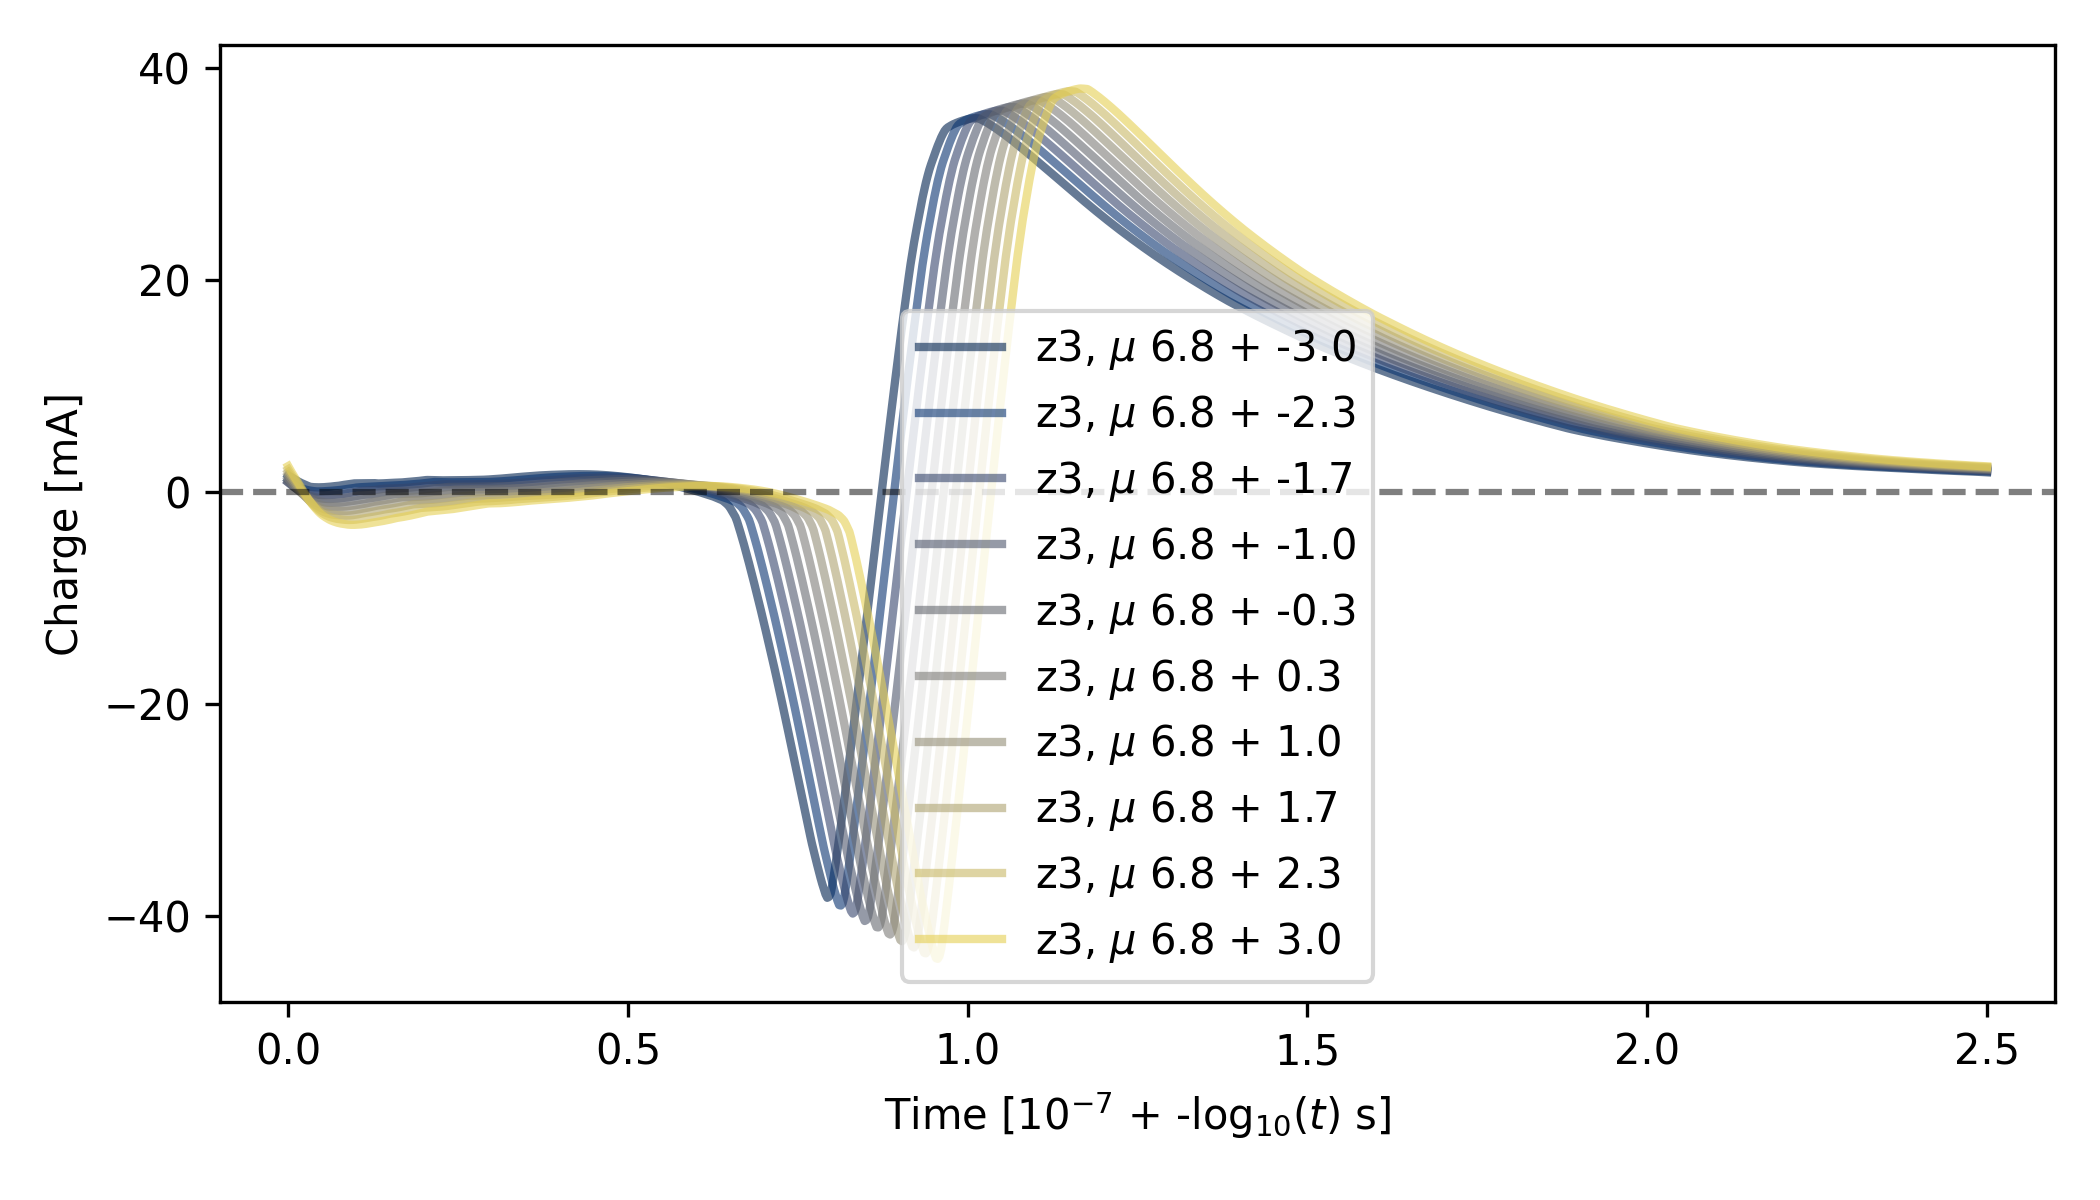 40
20
0
−20
−40
Charge [mA]
z3, μ 6.8 + -3.0
z3, μ 6.8 + -2.3
z3, μ 6.8 + -1.7
z3, μ 6.8 + -1.0
z3, μ 6.8 + -0.3
z3, μ 6.8 + 0.3
z3, μ 6.8 + 1.0
z3, μ 6.8 + 1.7
z3, μ 6.8 + 2.3
z3, μ 6.8 + 3.0
0.0 0.5 1.0 1.5 2.0 2.5
Time [10⁻⁷ + -log₁₀(t) s]